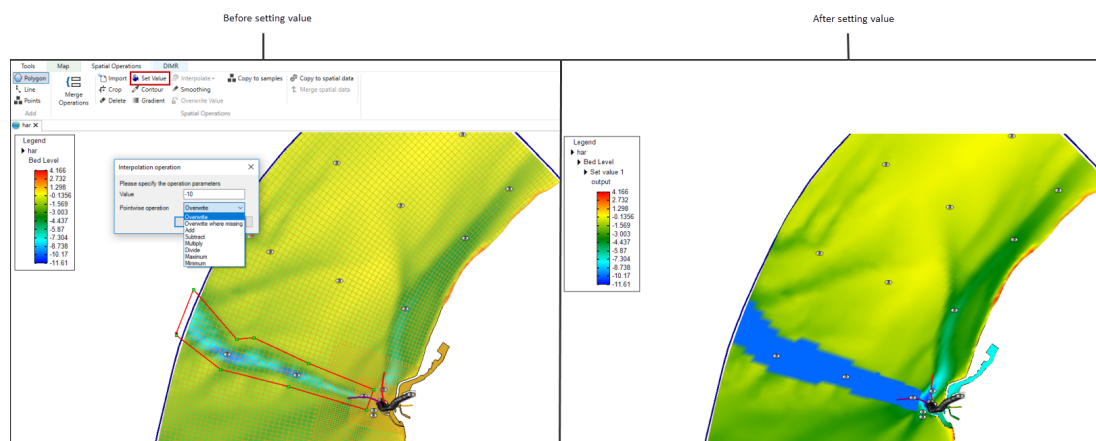 Before setting value
After setting value
Tools Map Spatial Operations DIMR
Polygon
Line
Points
Add
Merge
Operations
Import Set Value Interpolate Copy to samples Copy to spatial data
Crop Contour Smoothing Merge spatial data
Delete Gradient Overwrite Value
Spatial Operations
har X
Legend
har
Bed Level
4.166
2.732
1.298
-0.1356
-1.569
-3.003
-4.437
-5.87
-7.304
-8.738
-10.17
-11.61
Interpolation operation
Please specify the operation parameters
Value -10
Pointwise operation Overwrite
Overwrite
Overwrite where missing
Add
Subtract
Multiply
Divide
Maximum
Minimum
Legend
har
Bed Level
Set value 1
output
4.166
2.732
1.298
-0.1356
-1.569
-3.003
-4.437
-5.87
-7.304
-8.738
-10.17
-11.61